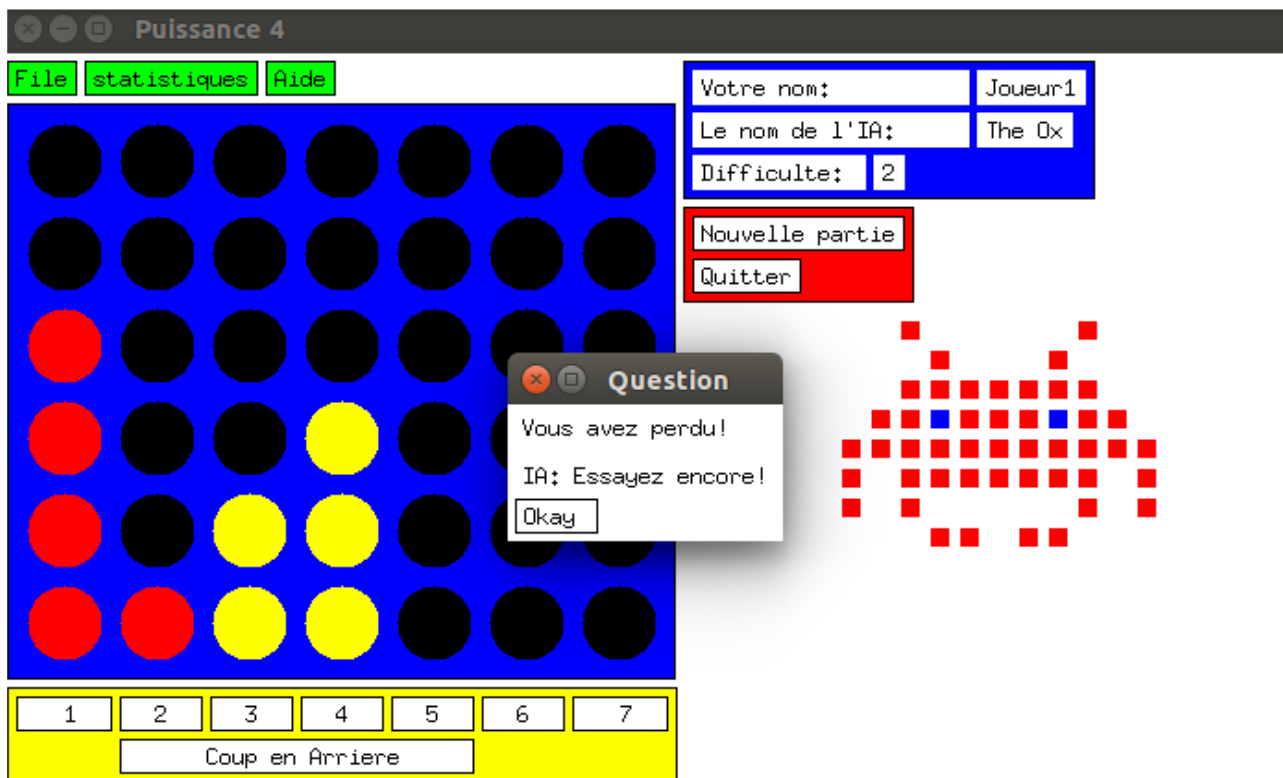 Puissance 4
File statistiques Aide
Votre nom: Joueur1
Le nom de l'IA: The Ox
Difficulte: 2
Nouvelle partie
Quitter
Question
Vous avez perdu!
IA: Essayez encore!
Okay
1 2 3 4 5 6 7
Coup en Arriere